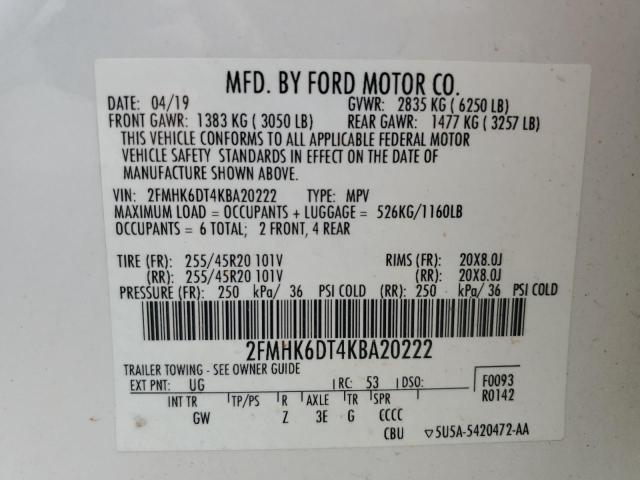 MFD. BY FORD MOTOR CO.
DATE: 04/19 GVWR: 2835 KG ( 6250 LB)
FRONT GAWR: 1383 KG ( 3050 LB) REAR GAWR: 1477 KG ( 3257 LB)
THIS VEHICLE CONFORMS TO ALL APPLICABLE FEDERAL MOTOR
VEHICLE SAFETY STANDARDS IN EFFECT ON THE DATE OF
MANUFACTURE SHOWN ABOVE.
VIN: 2FMHK6DT4KBA20222 TYPE: MPV
MAXIMUM LOAD = OCCUPANTS + LUGGAGE = 526KG/1160LB
OCCUPANTS = 6 TOTAL; 2 FRONT, 4 REAR
TIRE (FR): 255/45R20 101V RIMS (FR): 20X8.0J
(RR): 255/45R20 101V (RR): 20X8.0J
PRESSURE (FR): 250 kPa/ 36 PSI COLD (RR): 250 kPa/ 36 PSI COLD
2FMHK6DT4KBA20222
TRAILER TOWING - SEE OWNER GUIDE
EXT PNT: UG RC: 53 DSO: F0093
R0142
INT TR TP/PS R AXLE TR SPR
GW Z 3E G CCCC
CBU ▽5U5A-5420472-AA